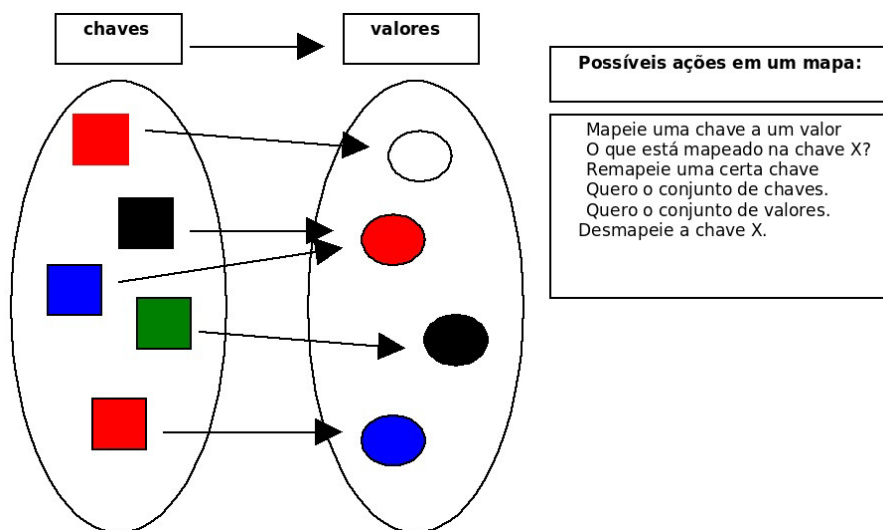 chaves
valores
Possíveis ações em um mapa:
Mapeie uma chave a um valor
O que está mapeado na chave X?
Remapeie uma certa chave
Quero o conjunto de chaves.
Quero o conjunto de valores.
Desmapeie a chave X.